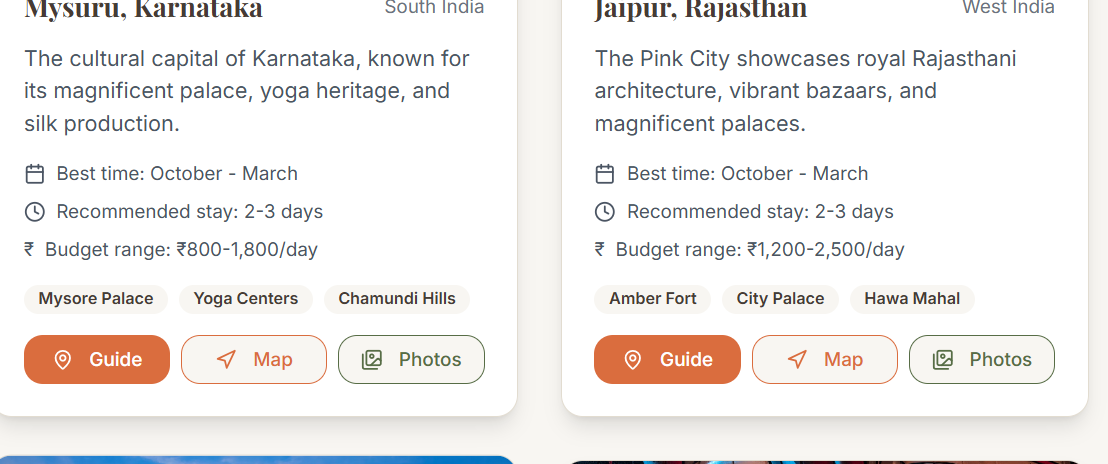 Mysuru, Karnataka
South India
The cultural capital of Karnataka, known for
its magnificent palace, yoga heritage, and
silk production.
Best time: October - March
Recommended stay: 2-3 days
₹ Budget range: ₹800-1,800/day
Mysore Palace
Yoga Centers
Chamundi Hills
Guide
Map
Photos
Jaipur, Rajasthan
West India
The Pink City showcases royal Rajasthani
architecture, vibrant bazaars, and
magnificent palaces.
Best time: October - March
Recommended stay: 2-3 days
₹ Budget range: ₹1,200-2,500/day
Amber Fort
City Palace
Hawa Mahal
Guide
Map
Photos